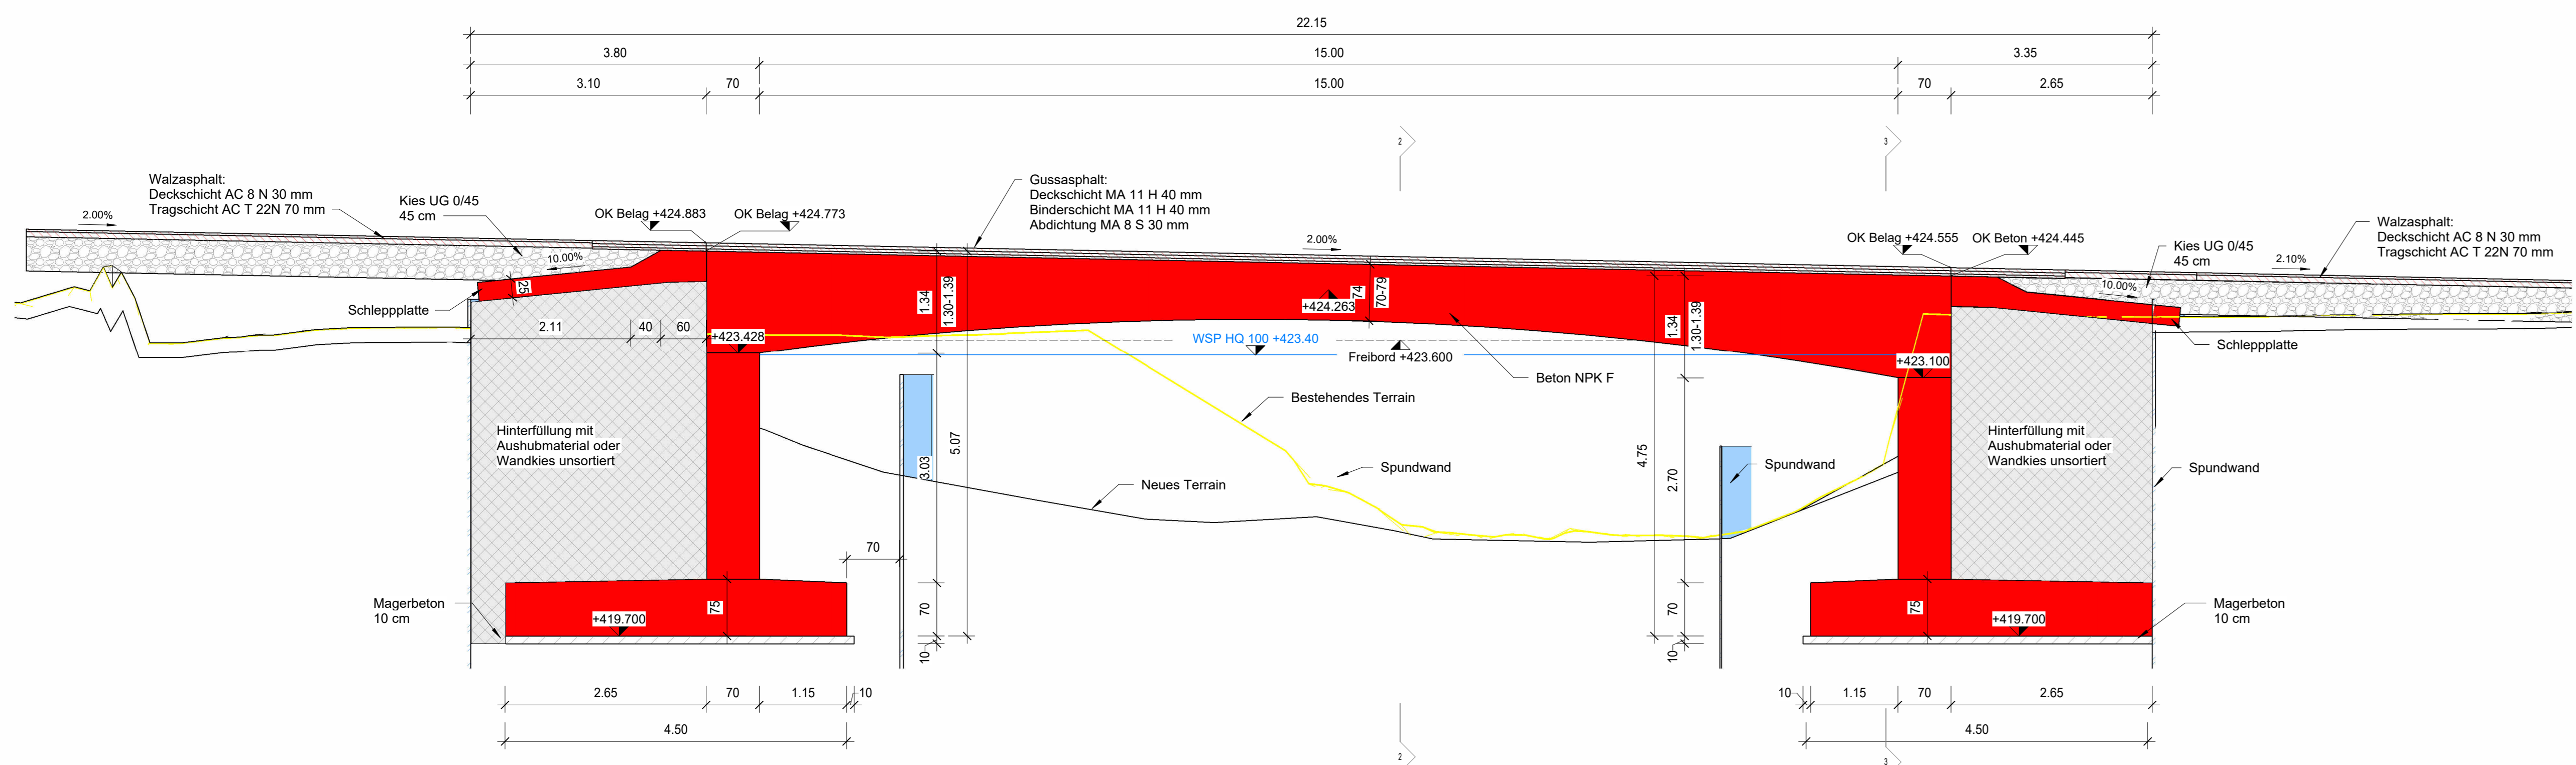 22.15
3.80
15.00
3.35
3.10
70
15.00
70
2.65
2
3
Walzasphalt:
Deckschicht AC 8 N 30 mm
Tragschicht AC T 22N 70 mm
Kies UG 0/45
45 cm
Gussasphalt:
Deckschicht MA 11 H 40 mm
Binderschicht MA 11 H 40 mm
Abdichtung MA 8 S 30 mm
Walzasphalt:
Deckschicht AC 8 N 30 mm
Tragschicht AC T 22N 70 mm
2.00%
OK Belag +424.883
OK Belag +424.773
2.00%
OK Belag +424.555
OK Beton +424.445
Kies UG 0/45
45 cm
2.10%
10.00%
10.00%
25
Schleppplatte
1.34
1.30-1.39
+424.263
74
70-79
1.34
1.30-1.39
2.11
40
60
+423.428
WSP HQ 100 +423.40
Freibord +423.600
+423.100
Schleppplatte
Beton NPK F
Bestehendes Terrain
Hinterfüllung mit
Aushubmaterial oder
Wandkies unsortiert
3.03
5.07
Neues Terrain
Spundwand
4.75
2.70
Spundwand
Hinterfüllung mit
Aushubmaterial oder
Wandkies unsortiert
Spundwand
70
Magerbeton
10 cm
+419.700
75
70
10
70
10
75
+419.700
Magerbeton
10 cm
2.65
70
1.15
10
4.50
10
1.15
70
2.65
4.50
2
3